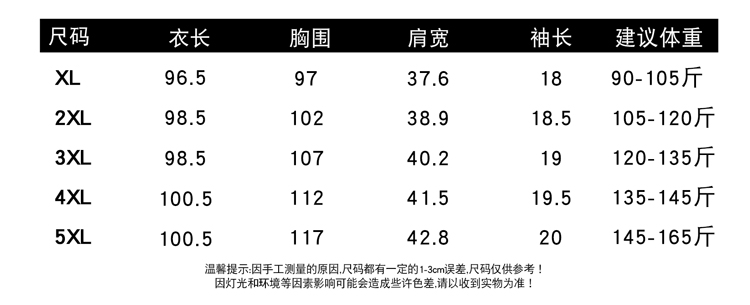 尺码 衣长 胸围 肩宽 袖长 建议体重
XL 96.5 97 37.6 18 90-105斤
2XL 98.5 102 38.9 18.5 105-120斤
3XL 98.5 107 40.2 19 120-135斤
4XL 100.5 112 41.5 19.5 135-145斤
5XL 100.5 117 42.8 20 145-165斤
温馨提示:因手工测量的原因,尺码都有一定的1-3cm误差,尺码仅供参考！
因灯光和环境等因素影响可能会造成些许色差,请以收到实物为准！